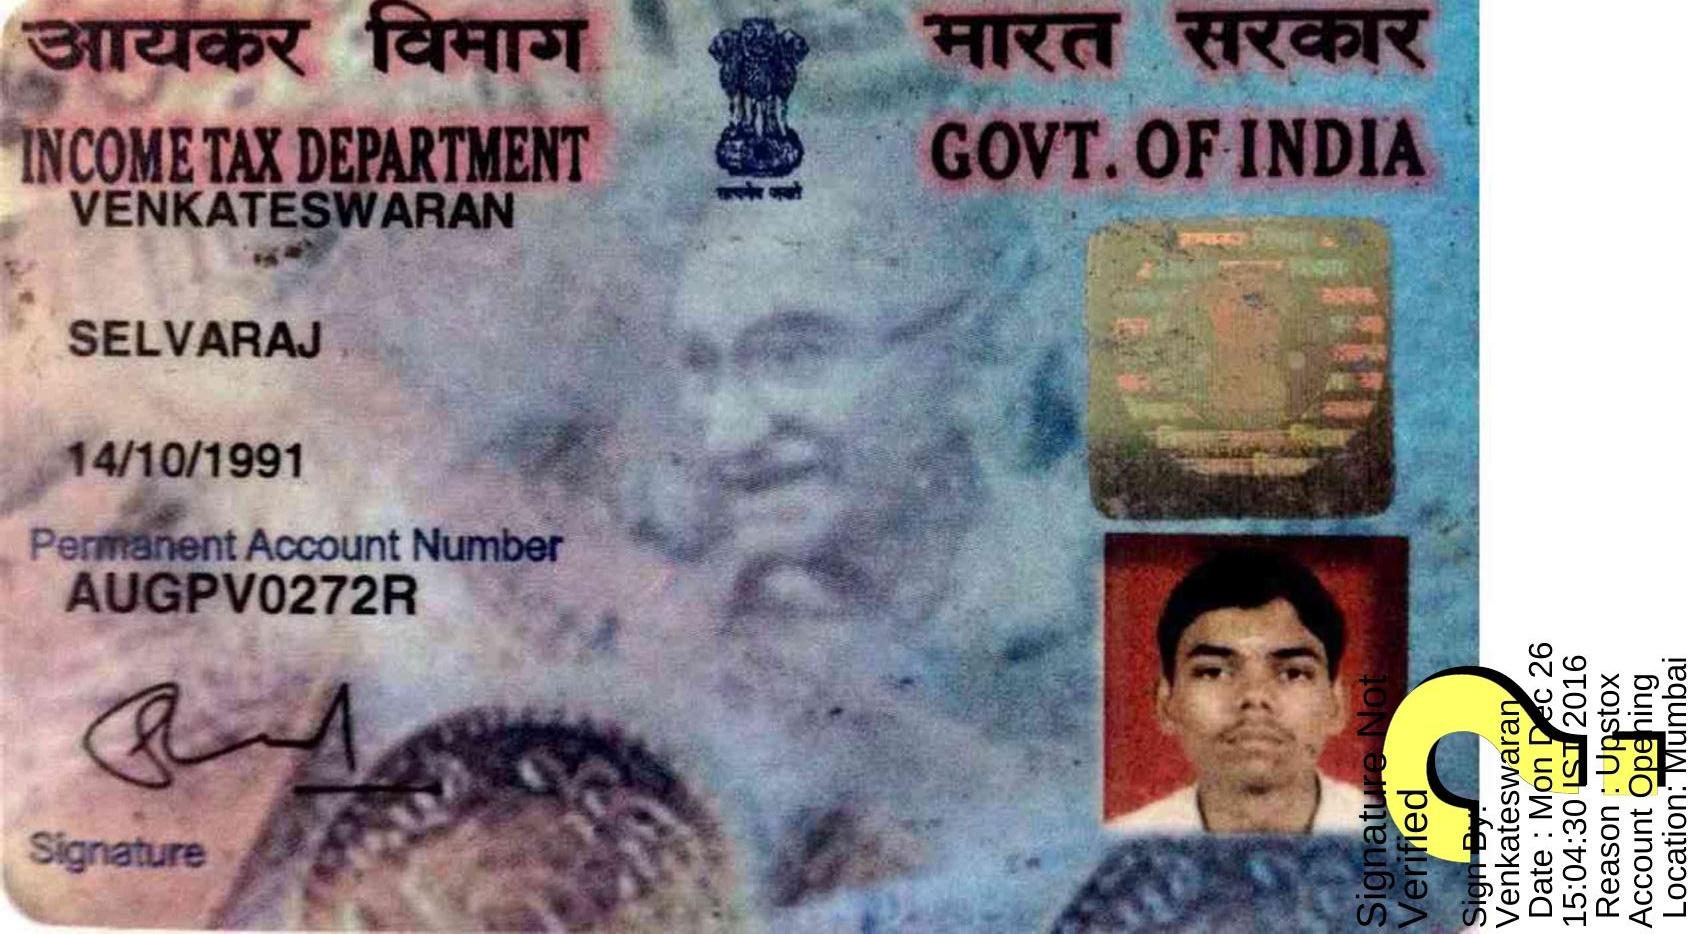 आयकर विभाग
भारत सरकार
INCOME TAX DEPARTMENT
GOVT. OF INDIA
VENKATESWARAN
SELVARAJ
14/10/1991
Permanent Account Number
AUGPV0272R
Signature
सत्यमेव जयते
Signature Not
Verified
Sign By:
Venkateswaran
Date : Mon Dec 26
15:04:30 IST 2016
Reason : Upstox
Account Opening
Location: Mumbai